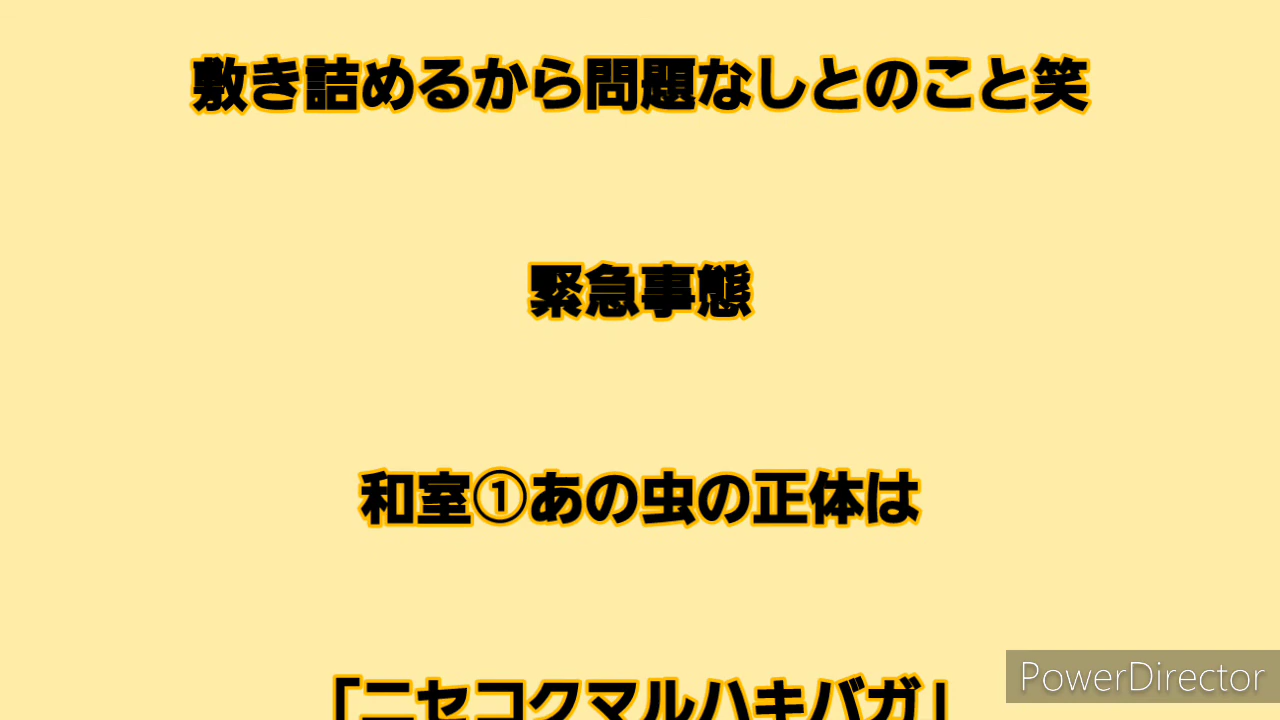 敷き詰めるから問題なしとのこと笑
緊急事態
和室①あの虫の正体は
「ニセコクマルハキバガ」
PowerDirector